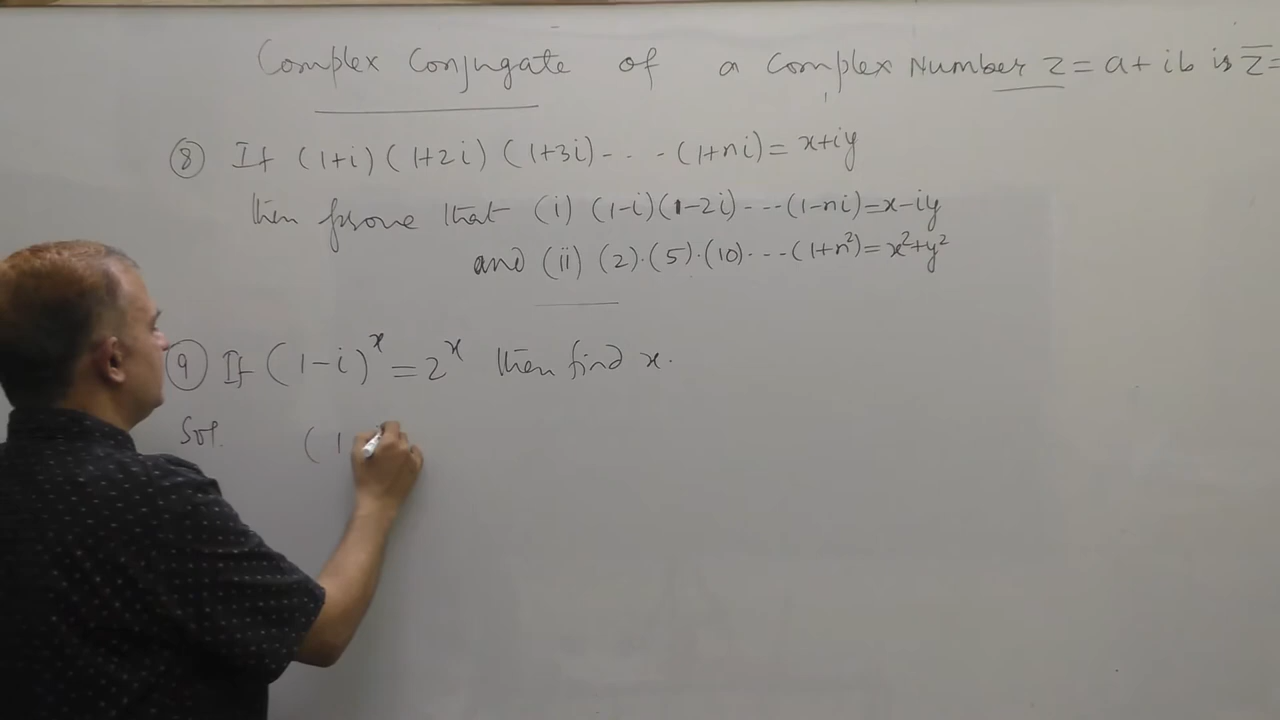 Complex Conjugate of a Complex Number z = a + ib is z̅ =
⑧ If (1+i)(1+2i)(1+3i)- - - -(1+ni) = x+iy
then prove that (i) (1-i)(1-2i)----(1-ni)=x-iy
and (ii) (2)·(5)·(10)----(1+n²)=x²+y²
⑨ If (1-i)ˣ = 2ˣ then find x.
Sol. (1